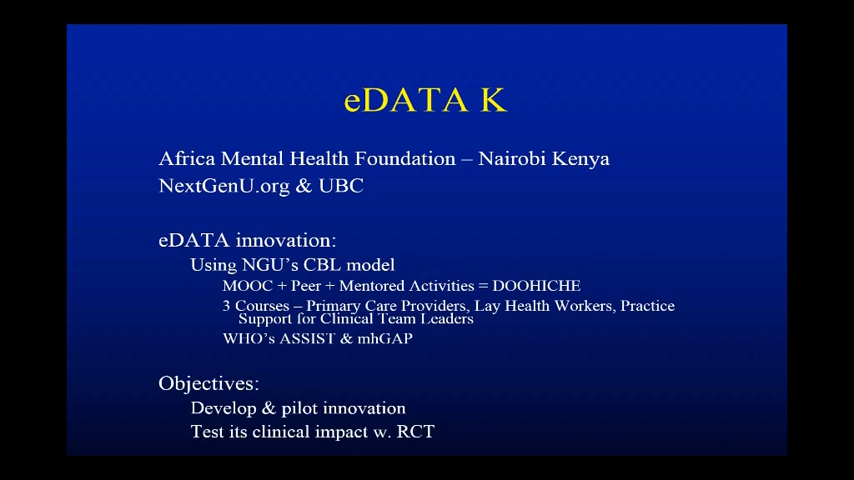 eDATA K
Africa Mental Health Foundation – Nairobi Kenya
NextGenU.org & UBC
eDATA innovation:
Using NGU's CBL model
MOOC + Peer + Mentored Activities = DOOHICHE
3 Courses – Primary Care Providers, Lay Health Workers, Practice
Support for Clinical Team Leaders
WHO's ASSIST & mhGAP
Objectives:
Develop & pilot innovation
Test its clinical impact w. RCT